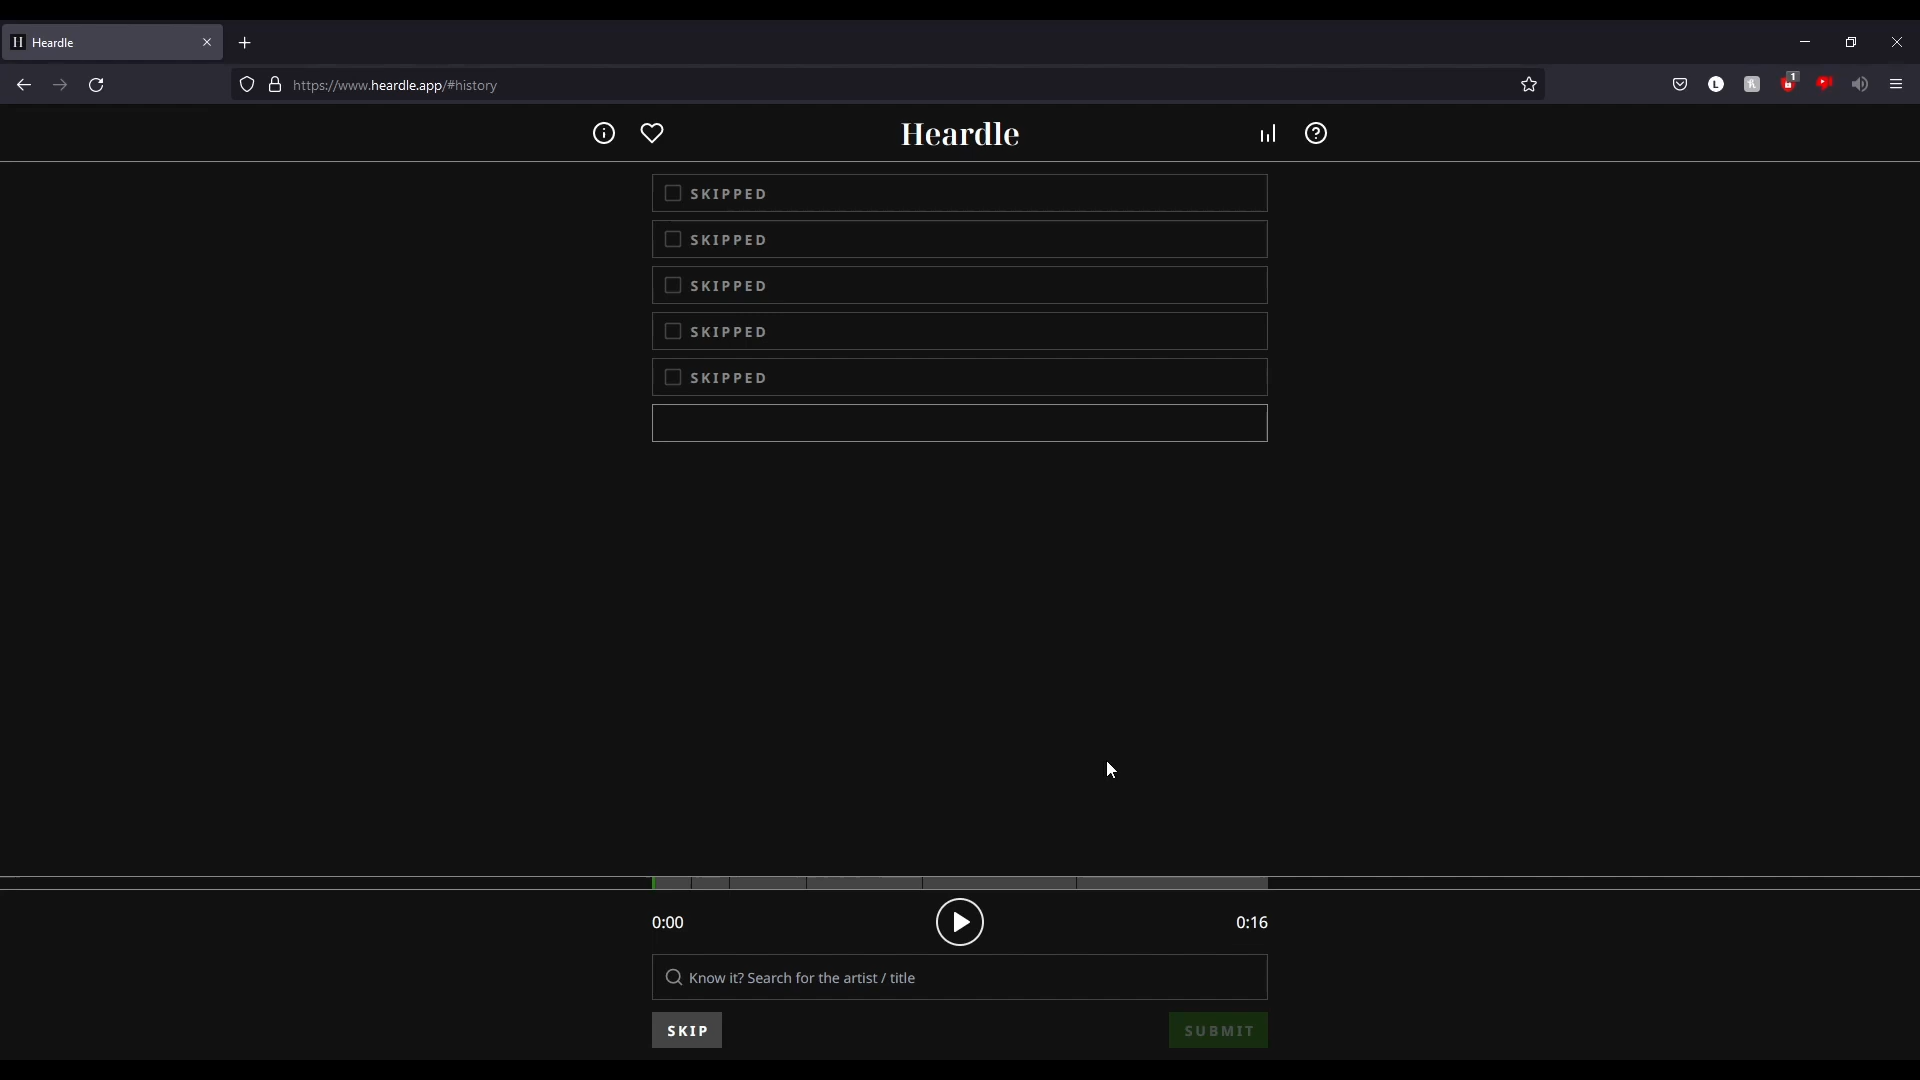 Heardle
https://www.heardle.app/#history
1
Heardle
SKIPPED
SKIPPED
SKIPPED
SKIPPED
SKIPPED
0:00
0:16
Know it? Search for the artist / title
SKIP
SUBMIT